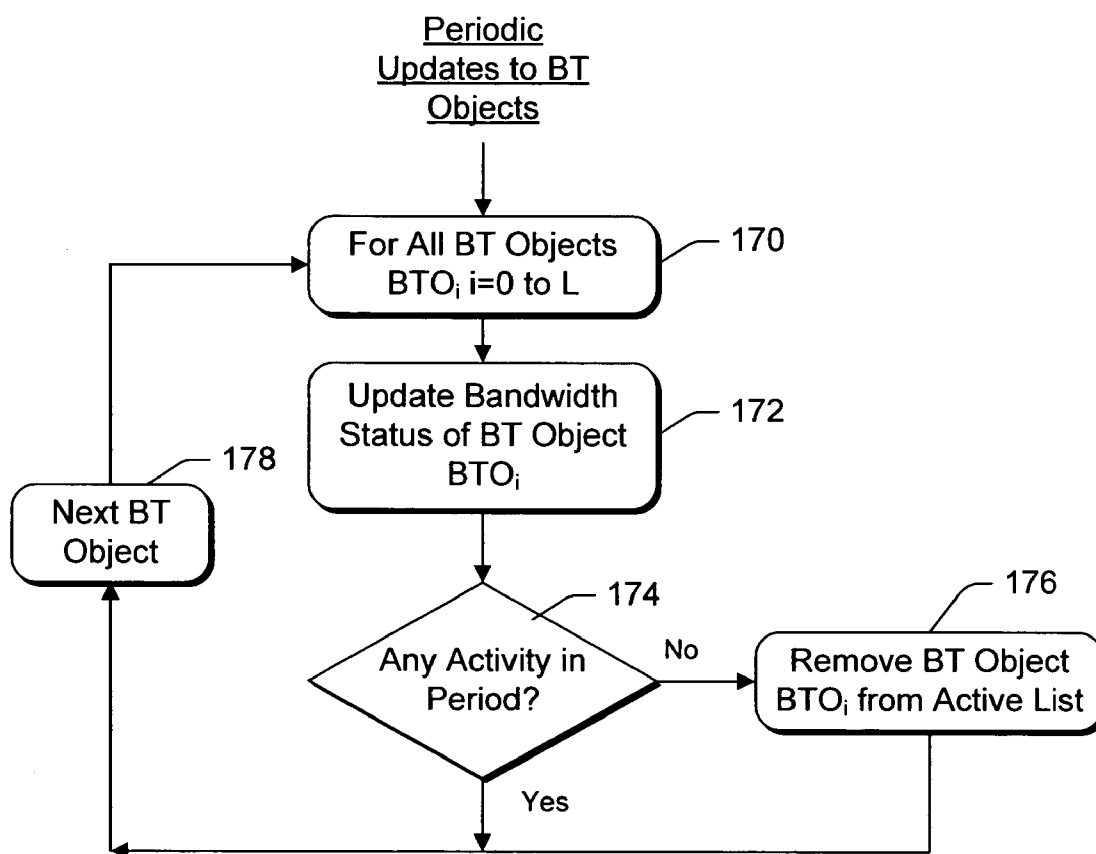 Periodic
Updates to BT
Objects
For All BT Objects
BTOi i=0 to L
170
Update Bandwidth
Status of BT Object
BTOi
172
178
Next BT
Object
174
Any Activity in
Period?
No
176
Remove BT Object
BTOi from Active List
Yes